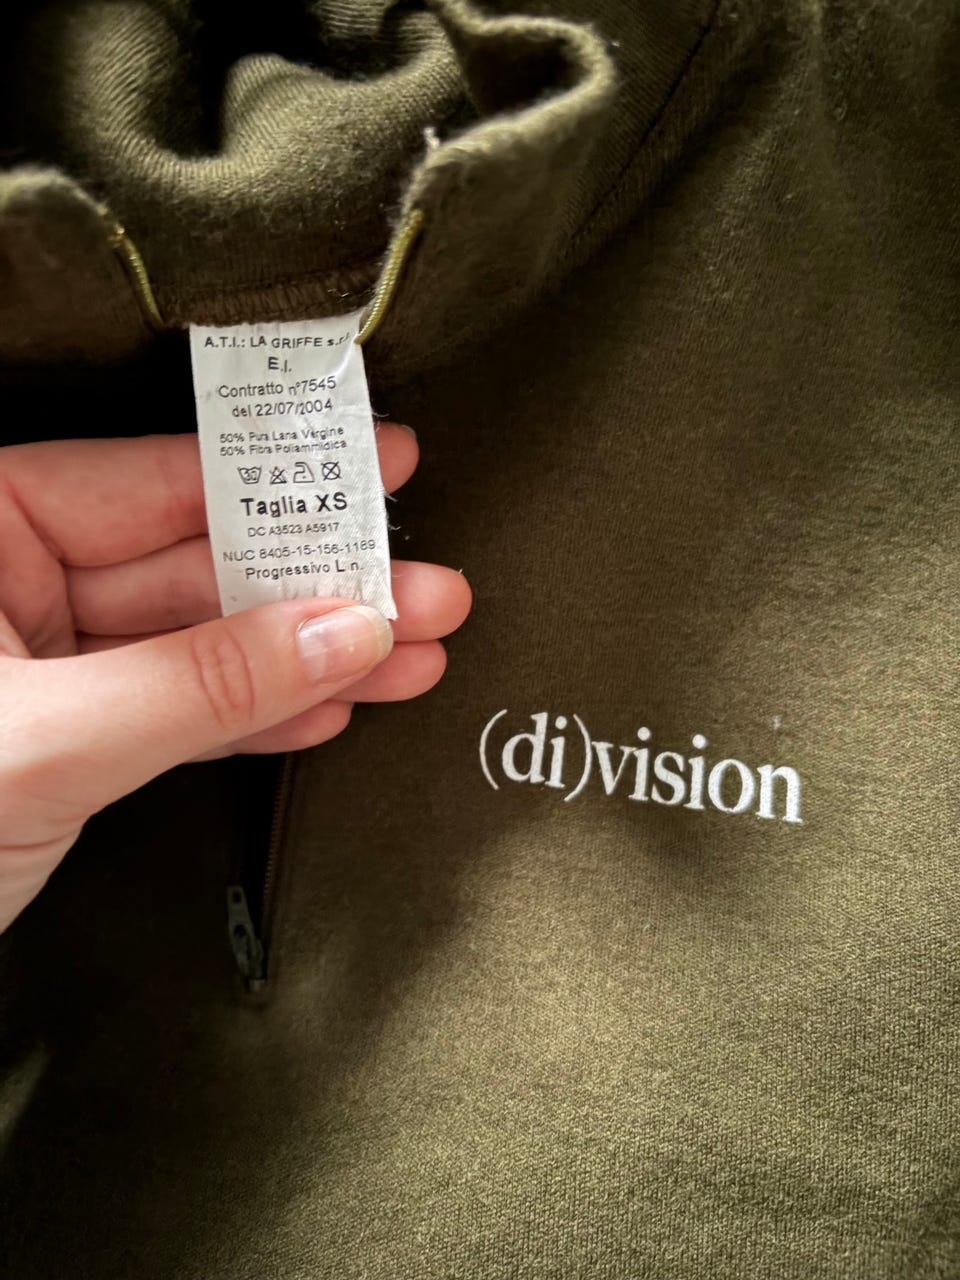 A.T.I.: LA GRIFFE s.r.l
E.I.
Contratto n°7545
del 22/07/2004
50% Pura Lana Vergine
50% Fibra Poliammidica
30
Taglia XS
DC A3523 A5917
NUC 8405-15-156-1189
Progressivo L n.
(di)vision